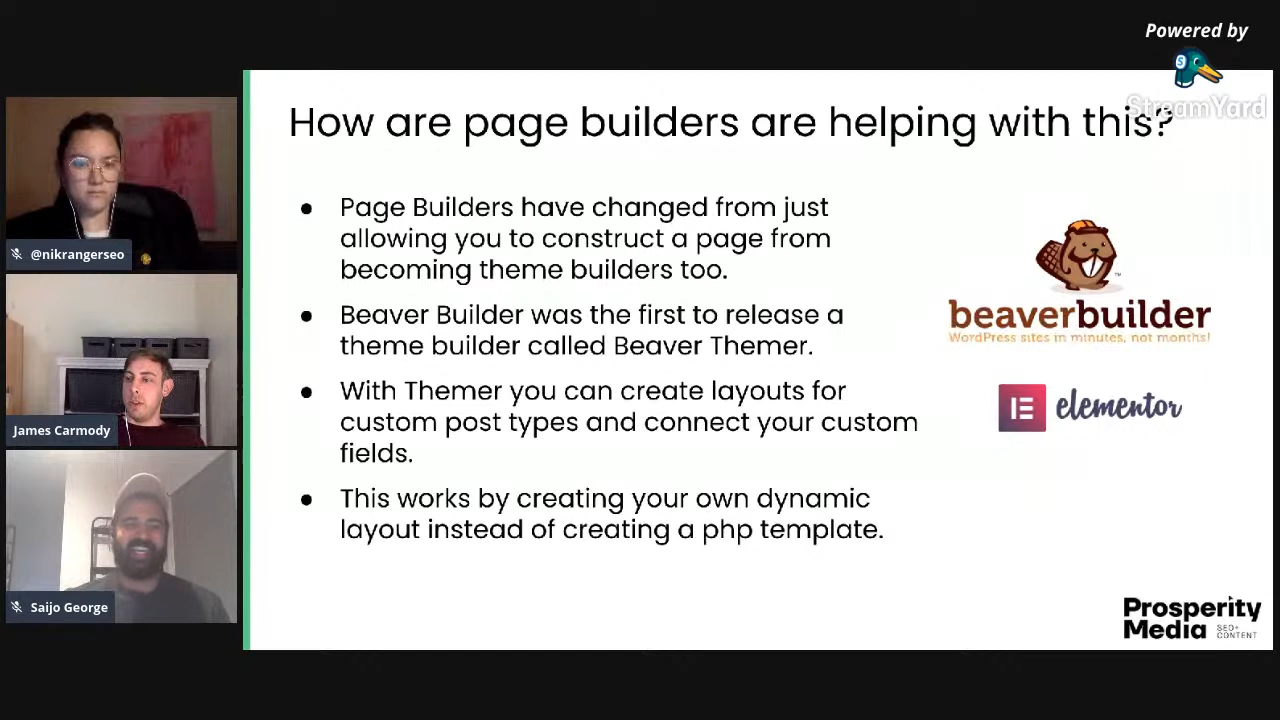 Powered by
StreamYard
How are page builders are helping with this?
● Page Builders have changed from just
allowing you to construct a page from
becoming theme builders too.
● Beaver Builder was the first to release a
theme builder called Beaver Themer.
● With Themer you can create layouts for
custom post types and connect your custom
fields.
● This works by creating your own dynamic
layout instead of creating a php template.
beaverbuilder
WordPress sites in minutes, not months!
elementor
@nikrangerseo
James Carmody
Saijo George
Prosperity
Media SEO+
CONTENT